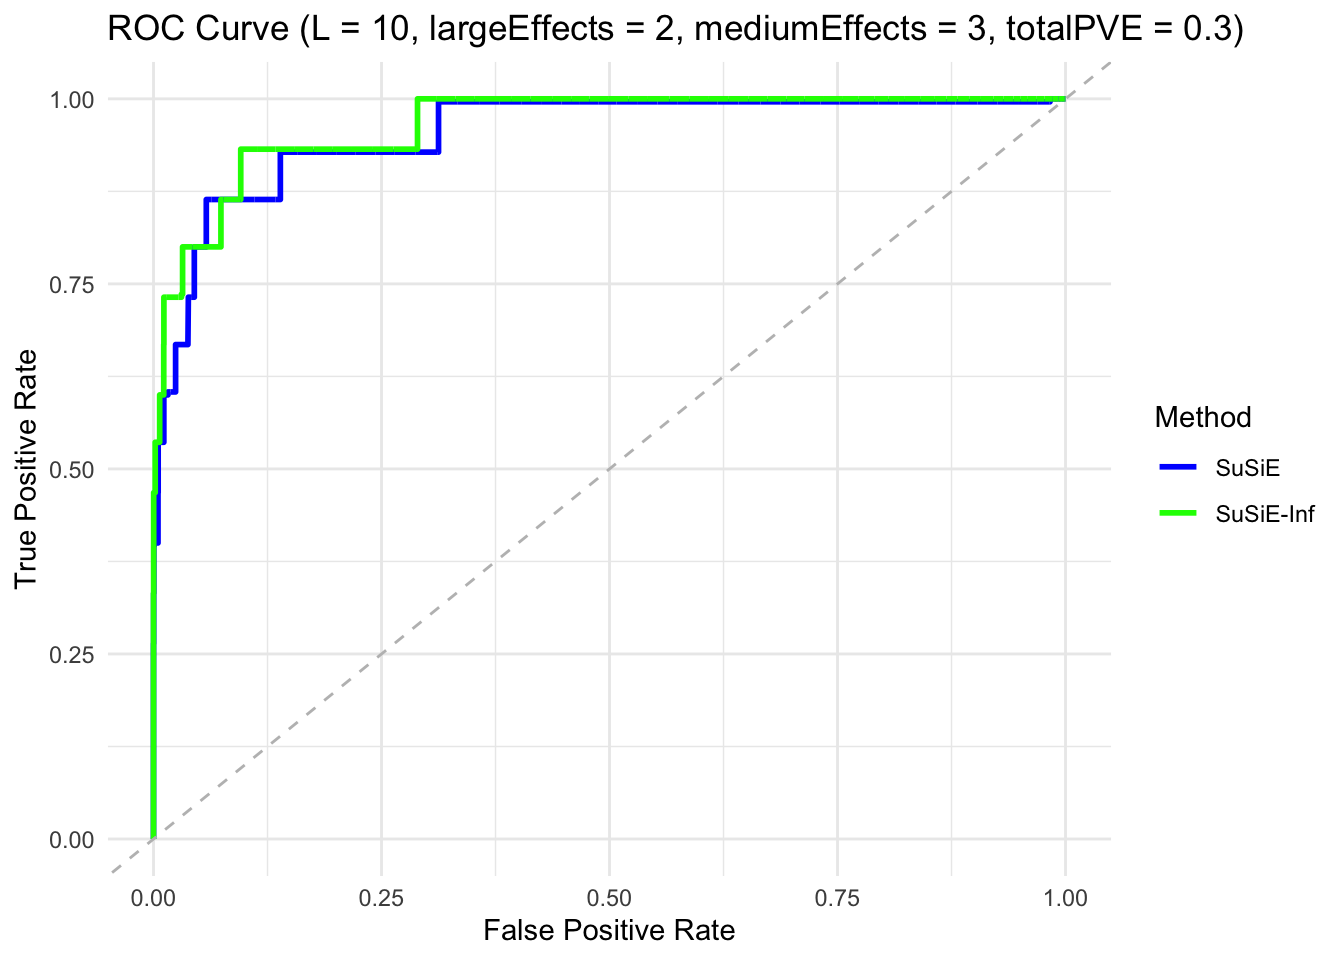 ROC Curve (L = 10, largeEffects = 2, mediumEffects = 3, totalPVE = 0.3)
True Positive Rate
1.00
0.75
0.50
0.25
0.00
0.00 0.25 0.50 0.75 1.00
False Positive Rate
Method
SuSiE
SuSiE-Inf